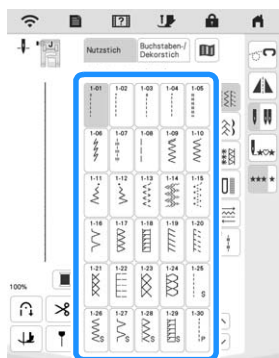 J
Nutzstich
Buchstaben-/
Dekorstich
1-01 1-02 1-03 1-04 1-05
1-06 1-07 1-08 1-09 1-10
1-11 1-12 1-13 1-14 1-15
1-16 1-17 1-18 1-19 1-20
1-21 1-22 1-23 1-24 1-25
S
100%
1-26 1-27 1-28 1-29 1-30
S S S S P